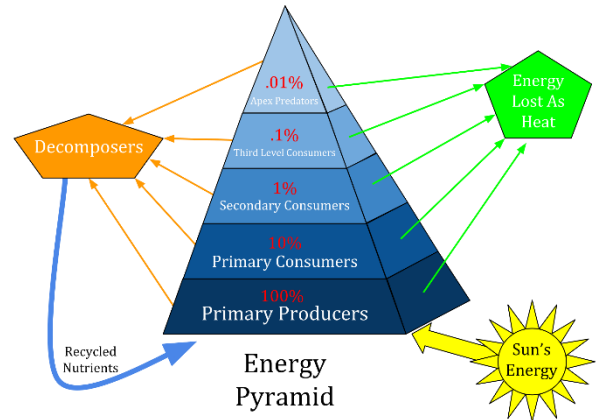 .01%
Apex Predators
.1%
Third Level Consumers
1%
Secondary Consumers
10%
Primary Consumers
100%
Primary Producers
Decomposers
Energy
Lost As
Heat
Recycled
Nutrients
Sun's
Energy
Energy
Pyramid